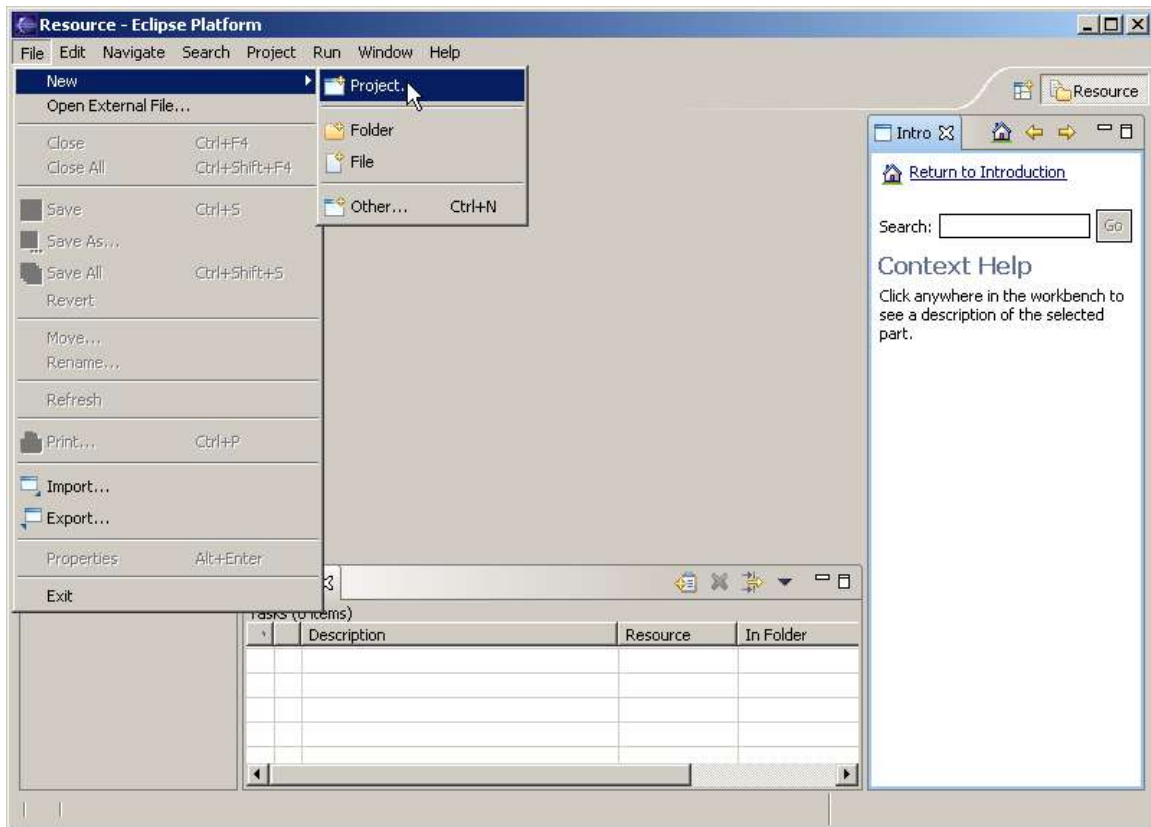 Resource - Eclipse Platform
File Edit Navigate Search Project Run Window Help
New
Open External File...
Close Ctrl+F4
Close All Ctrl+Shift+F4
Save Ctrl+S
Save As...
Save All Ctrl+Shift+S
Revert
Move...
Rename...
Refresh
Print... Ctrl+P
Import...
Export...
Properties Alt+Enter
Exit
Project...
Folder
File
Other... Ctrl+N
Resource
Intro
Return to Introduction
Search: Go
Context Help
Click anywhere in the workbench to
see a description of the selected
part.
Tasks (0 items)
Description Resource In Folder